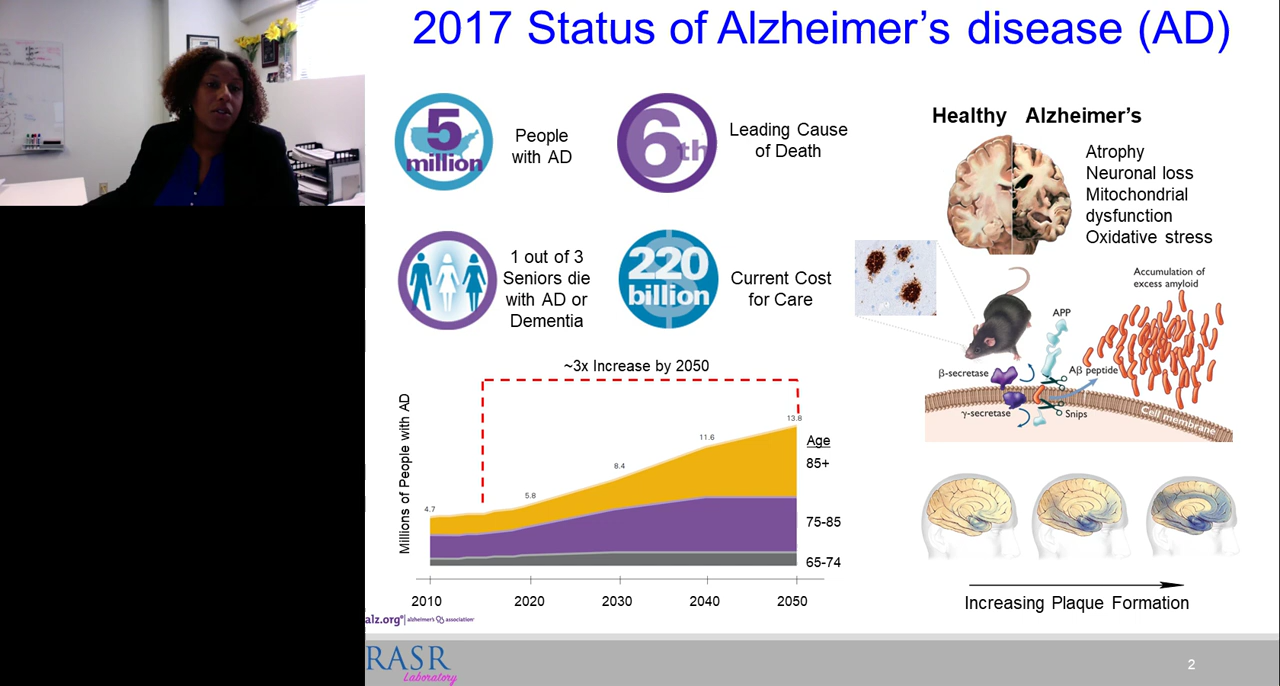 2017 Status of Alzheimer's disease (AD)
5
million
People
with AD
6th
Leading Cause
of Death
1 out of 3
Seniors die
with AD or
Dementia
220
billion
Current Cost
for Care
~3x Increase by 2050
Millions of People with AD
4.7
5.8
8.4
11.6
13.8
Age
85+
75-85
65-74
2010
2020
2030
2040
2050
alz.org® | alzheimer's association®
Healthy Alzheimer's
Atrophy
Neuronal loss
Mitochondrial
dysfunction
Oxidative stress
Accumulation of
excess amyloid
APP
β-secretase
Aβ peptide
γ-secretase
Snips
Cell membrane
Increasing Plaque Formation
RASR
Laboratory
2